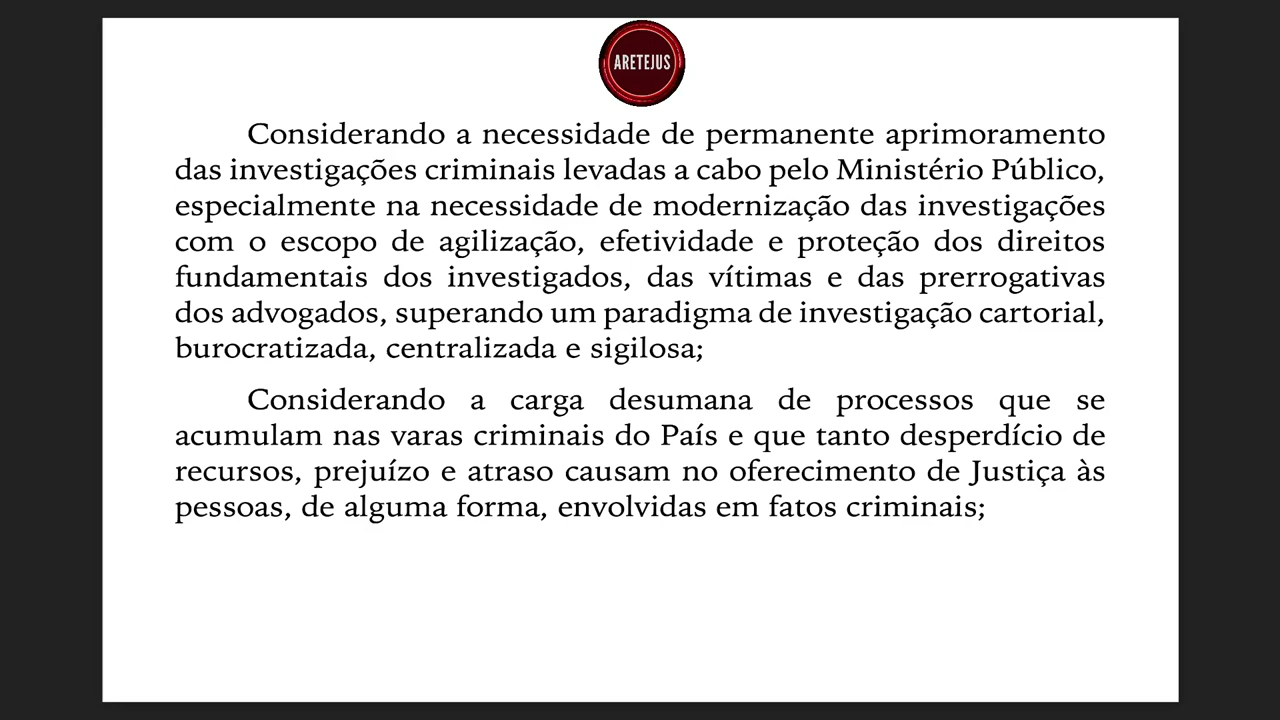 ARETEJUS
Considerando a necessidade de permanente aprimoramento
das investigações criminais levadas a cabo pelo Ministério Público,
especialmente na necessidade de modernização das investigações
com o escopo de agilização, efetividade e proteção dos direitos
fundamentais dos investigados, das vítimas e das prerrogativas
dos advogados, superando um paradigma de investigação cartorial,
burocratizada, centralizada e sigilosa;
Considerando a carga desumana de processos que se
acumulam nas varas criminais do País e que tanto desperdício de
recursos, prejuízo e atraso causam no oferecimento de Justiça às
pessoas, de alguma forma, envolvidas em fatos criminais;